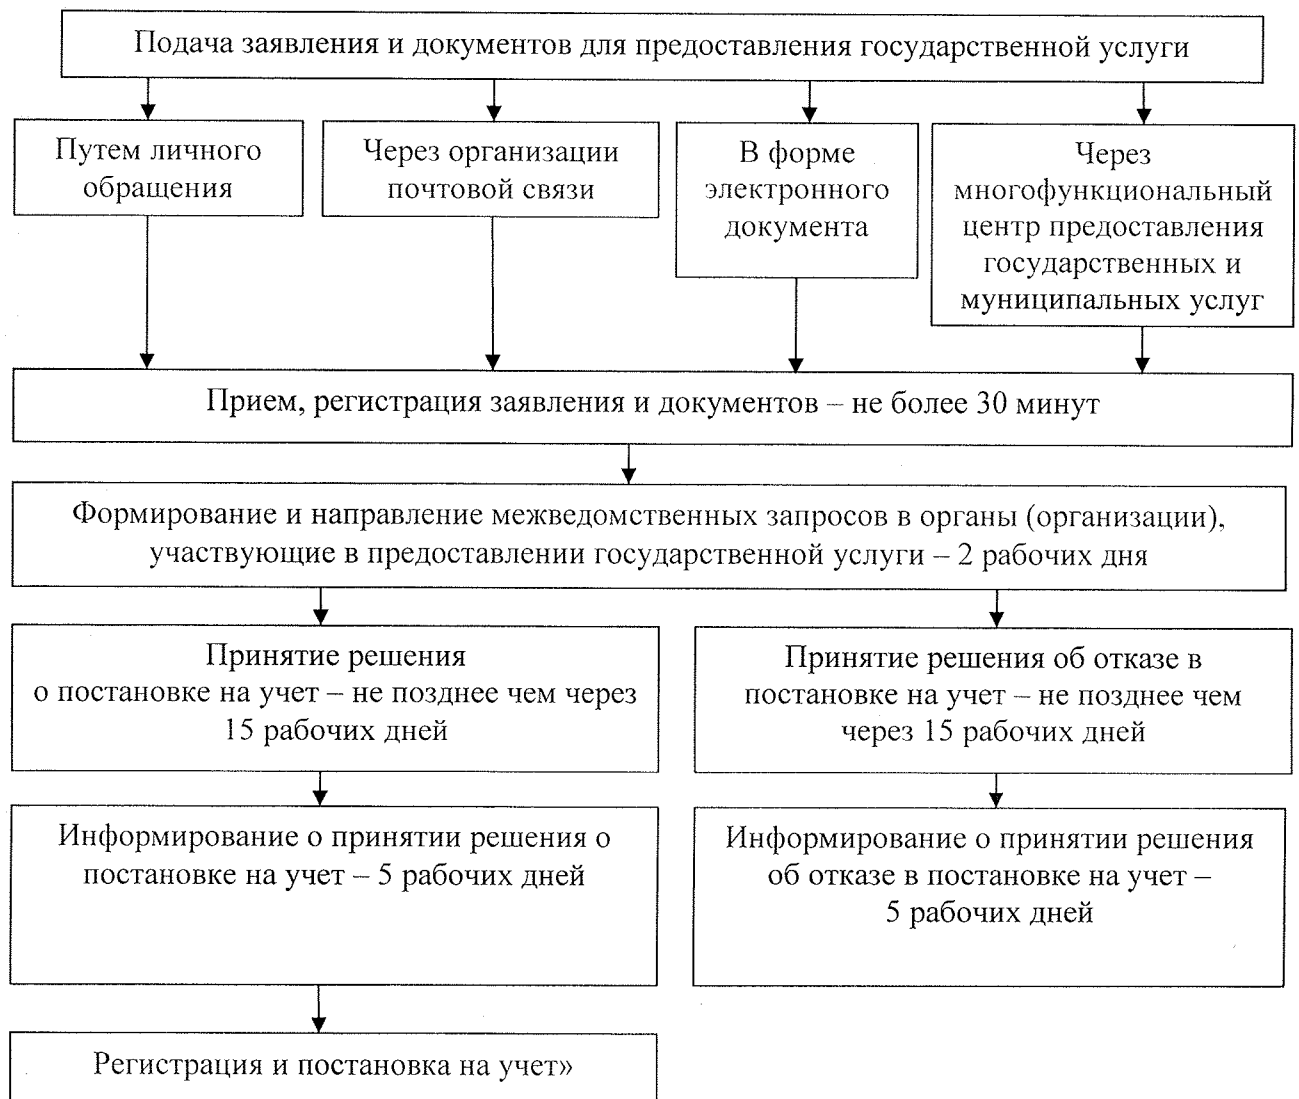 Подача заявления и документов для предоставления государственной услуги
Путем личного
обращения
Через организации
почтовой связи
В форме
электронного
документа
Через
многофункциональный
центр предоставления
государственных и
муниципальных услуг
Прием, регистрация заявления и документов – не более 30 минут
Формирование и направление межведомственных запросов в органы (организации),
участвующие в предоставлении государственной услуги – 2 рабочих дня
Принятие решения
о постановке на учет – не позднее чем через
15 рабочих дней
Принятие решения об отказе в
постановке на учет – не позднее чем
через 15 рабочих дней
Информирование о принятии решения о
постановке на учет – 5 рабочих дней
Информирование о принятии решения
об отказе в постановке на учет –
5 рабочих дней
Регистрация и постановка на учет»